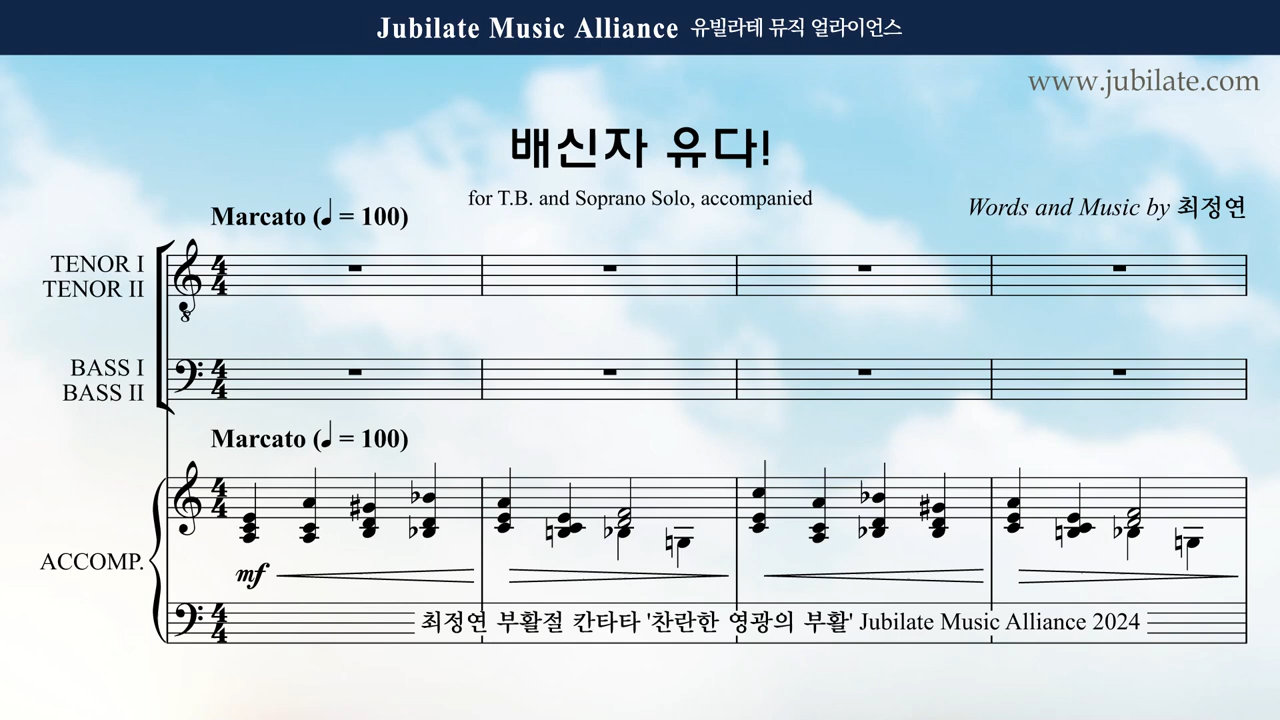 Jubilate Music Alliance 유빌라테 뮤직 얼라이언스
www.jubilate.com
배신자 유다!
for T.B. and Soprano Solo, accompanied
Words and Music by 최정연
Marcato (♩ = 100)
TENOR I
TENOR II
BASS I
BASS II
Marcato (♩ = 100)
ACCOMP.
mf
최정연 부활절 칸타타 '찬란한 영광의 부활' Jubilate Music Alliance 2024